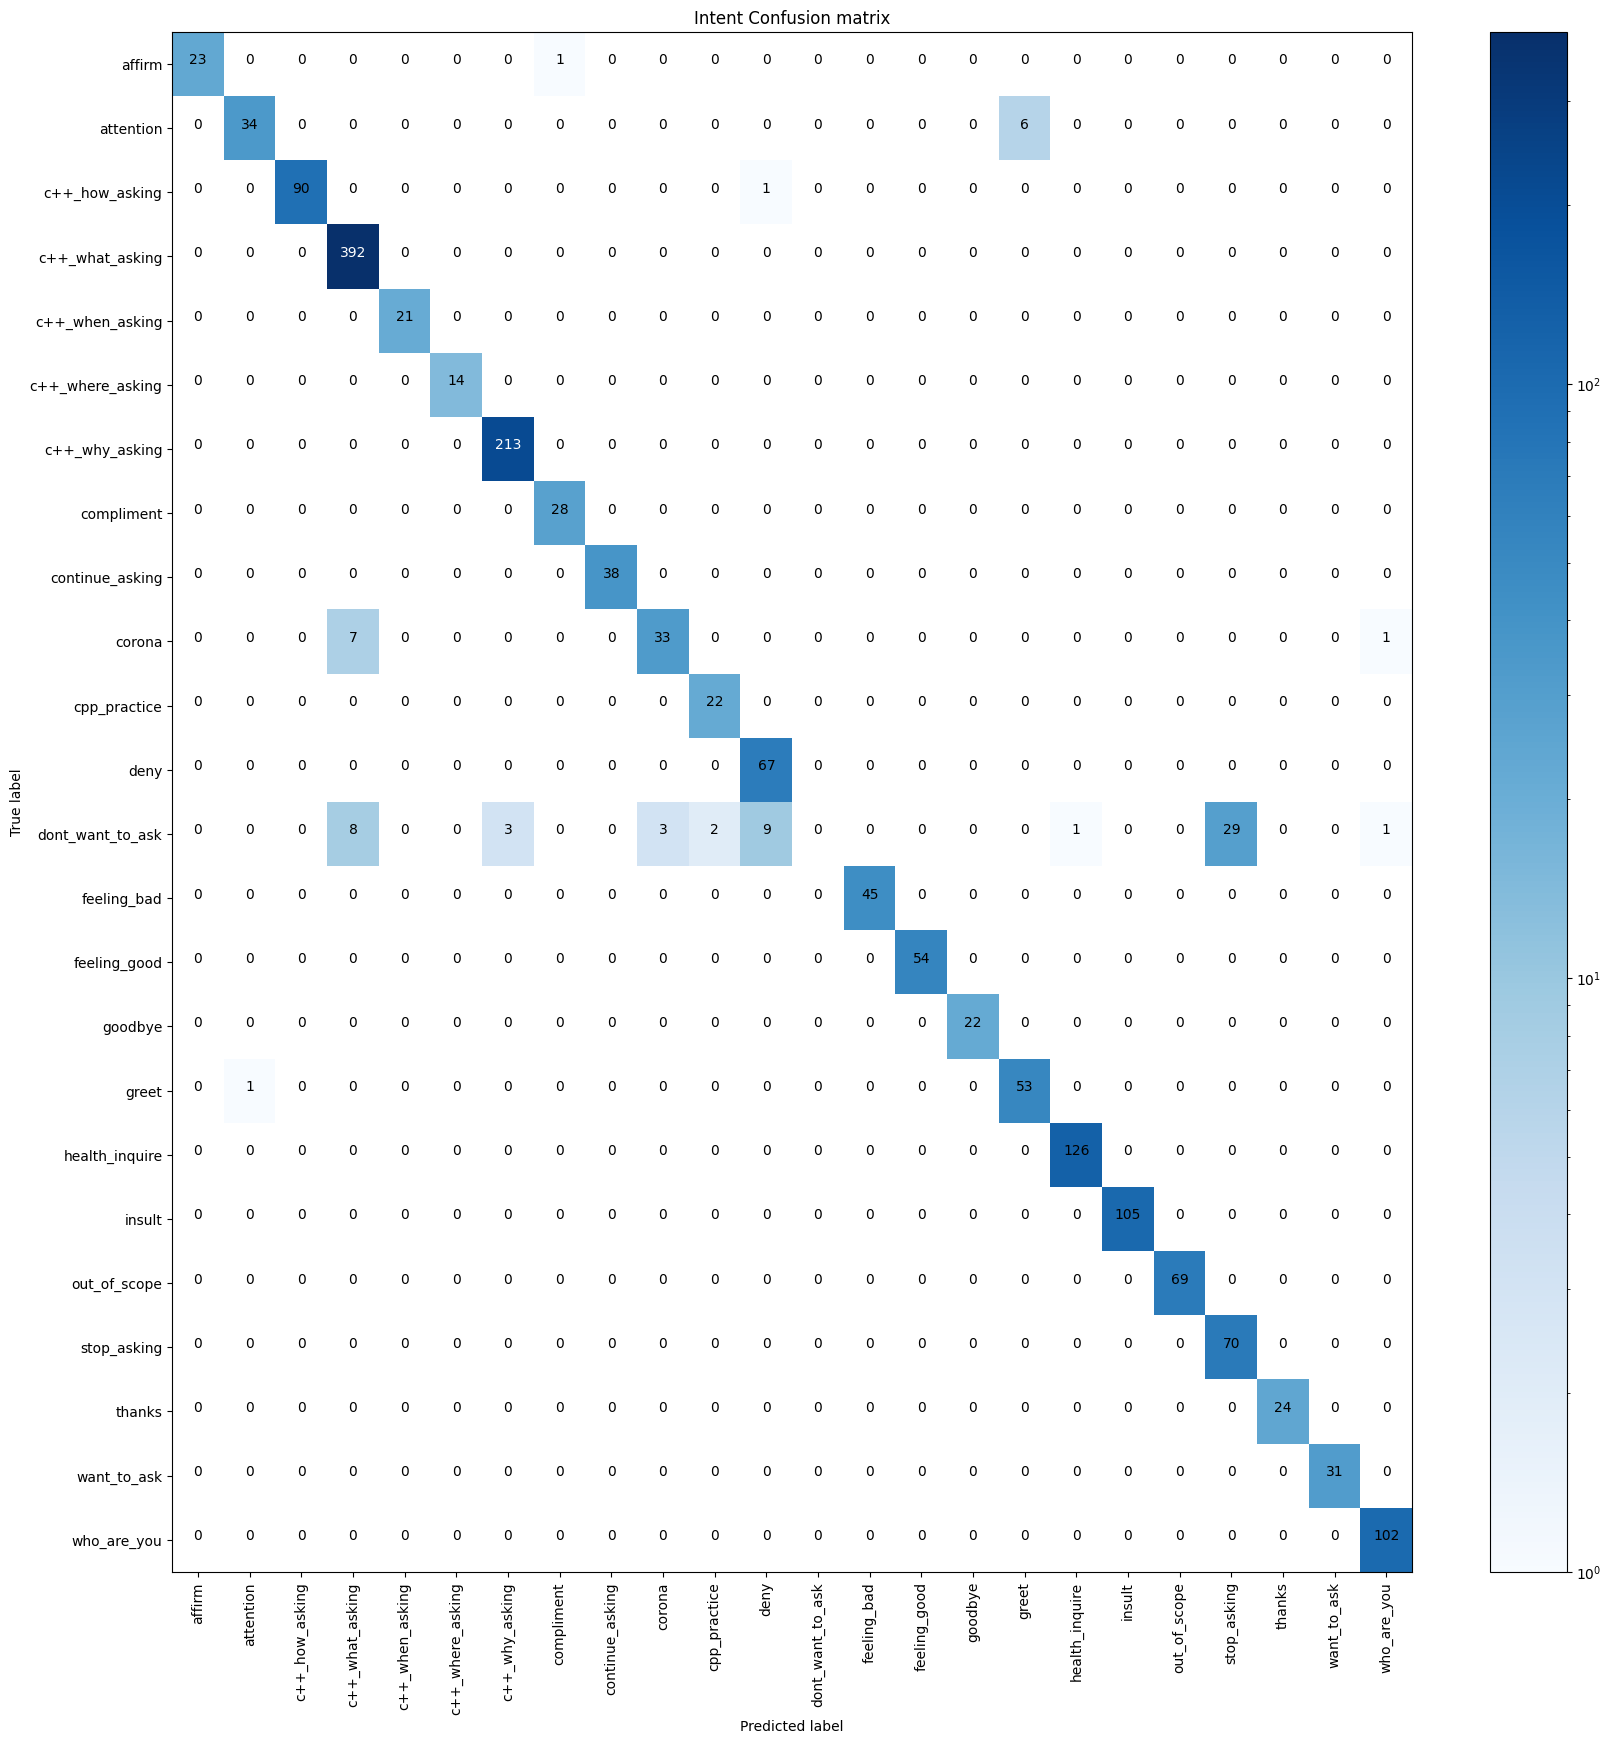 Intent Confusion matrix
affirm 23 0 0 0 0 0 0 1 0 0 0 0 0 0 0 0 0 0 0 0 0 0 0 0
attention 0 34 0 0 0 0 0 0 0 0 0 0 0 0 0 0 6 0 0 0 0 0 0 0
c++_how_asking 0 0 90 0 0 0 0 0 0 0 0 1 0 0 0 0 0 0 0 0 0 0 0 0
c++_what_asking 0 0 0 392 0 0 0 0 0 0 0 0 0 0 0 0 0 0 0 0 0 0 0 0
c++_when_asking 0 0 0 0 21 0 0 0 0 0 0 0 0 0 0 0 0 0 0 0 0 0 0 0
c++_where_asking 0 0 0 0 0 14 0 0 0 0 0 0 0 0 0 0 0 0 0 0 0 0 0 0
c++_why_asking 0 0 0 0 0 0 213 0 0 0 0 0 0 0 0 0 0 0 0 0 0 0 0 0
compliment 0 0 0 0 0 0 0 28 0 0 0 0 0 0 0 0 0 0 0 0 0 0 0 0
continue_asking 0 0 0 0 0 0 0 0 38 0 0 0 0 0 0 0 0 0 0 0 0 0 0 0
corona 0 0 0 7 0 0 0 0 0 33 0 0 0 0 0 0 0 0 0 0 0 0 0 1
cpp_practice 0 0 0 0 0 0 0 0 0 0 22 0 0 0 0 0 0 0 0 0 0 0 0 0
deny 0 0 0 0 0 0 0 0 0 0 0 67 0 0 0 0 0 0 0 0 0 0 0 0
dont_want_to_ask 0 0 0 8 0 0 3 0 0 3 2 9 0 0 0 0 0 1 0 0 29 0 0 1
feeling_bad 0 0 0 0 0 0 0 0 0 0 0 0 0 45 0 0 0 0 0 0 0 0 0 0
feeling_good 0 0 0 0 0 0 0 0 0 0 0 0 0 0 54 0 0 0 0 0 0 0 0 0
goodbye 0 0 0 0 0 0 0 0 0 0 0 0 0 0 0 22 0 0 0 0 0 0 0 0
greet 0 1 0 0 0 0 0 0 0 0 0 0 0 0 0 0 53 0 0 0 0 0 0 0
health_inquire 0 0 0 0 0 0 0 0 0 0 0 0 0 0 0 0 0 126 0 0 0 0 0 0
insult 0 0 0 0 0 0 0 0 0 0 0 0 0 0 0 0 0 0 105 0 0 0 0 0
out_of_scope 0 0 0 0 0 0 0 0 0 0 0 0 0 0 0 0 0 0 0 69 0 0 0 0
stop_asking 0 0 0 0 0 0 0 0 0 0 0 0 0 0 0 0 0 0 0 0 70 0 0 0
thanks 0 0 0 0 0 0 0 0 0 0 0 0 0 0 0 0 0 0 0 0 0 24 0 0
want_to_ask 0 0 0 0 0 0 0 0 0 0 0 0 0 0 0 0 0 0 0 0 0 0 31 0
who_are_you 0 0 0 0 0 0 0 0 0 0 0 0 0 0 0 0 0 0 0 0 0 0 0 102
True label
affirm
attention
c++_how_asking
c++_what_asking
c++_when_asking
c++_where_asking
c++_why_asking
compliment
continue_asking
corona
cpp_practice
deny
dont_want_to_ask
feeling_bad
feeling_good
goodbye
greet
health_inquire
insult
out_of_scope
stop_asking
thanks
want_to_ask
who_are_you
Predicted label
10²
10¹
10⁰